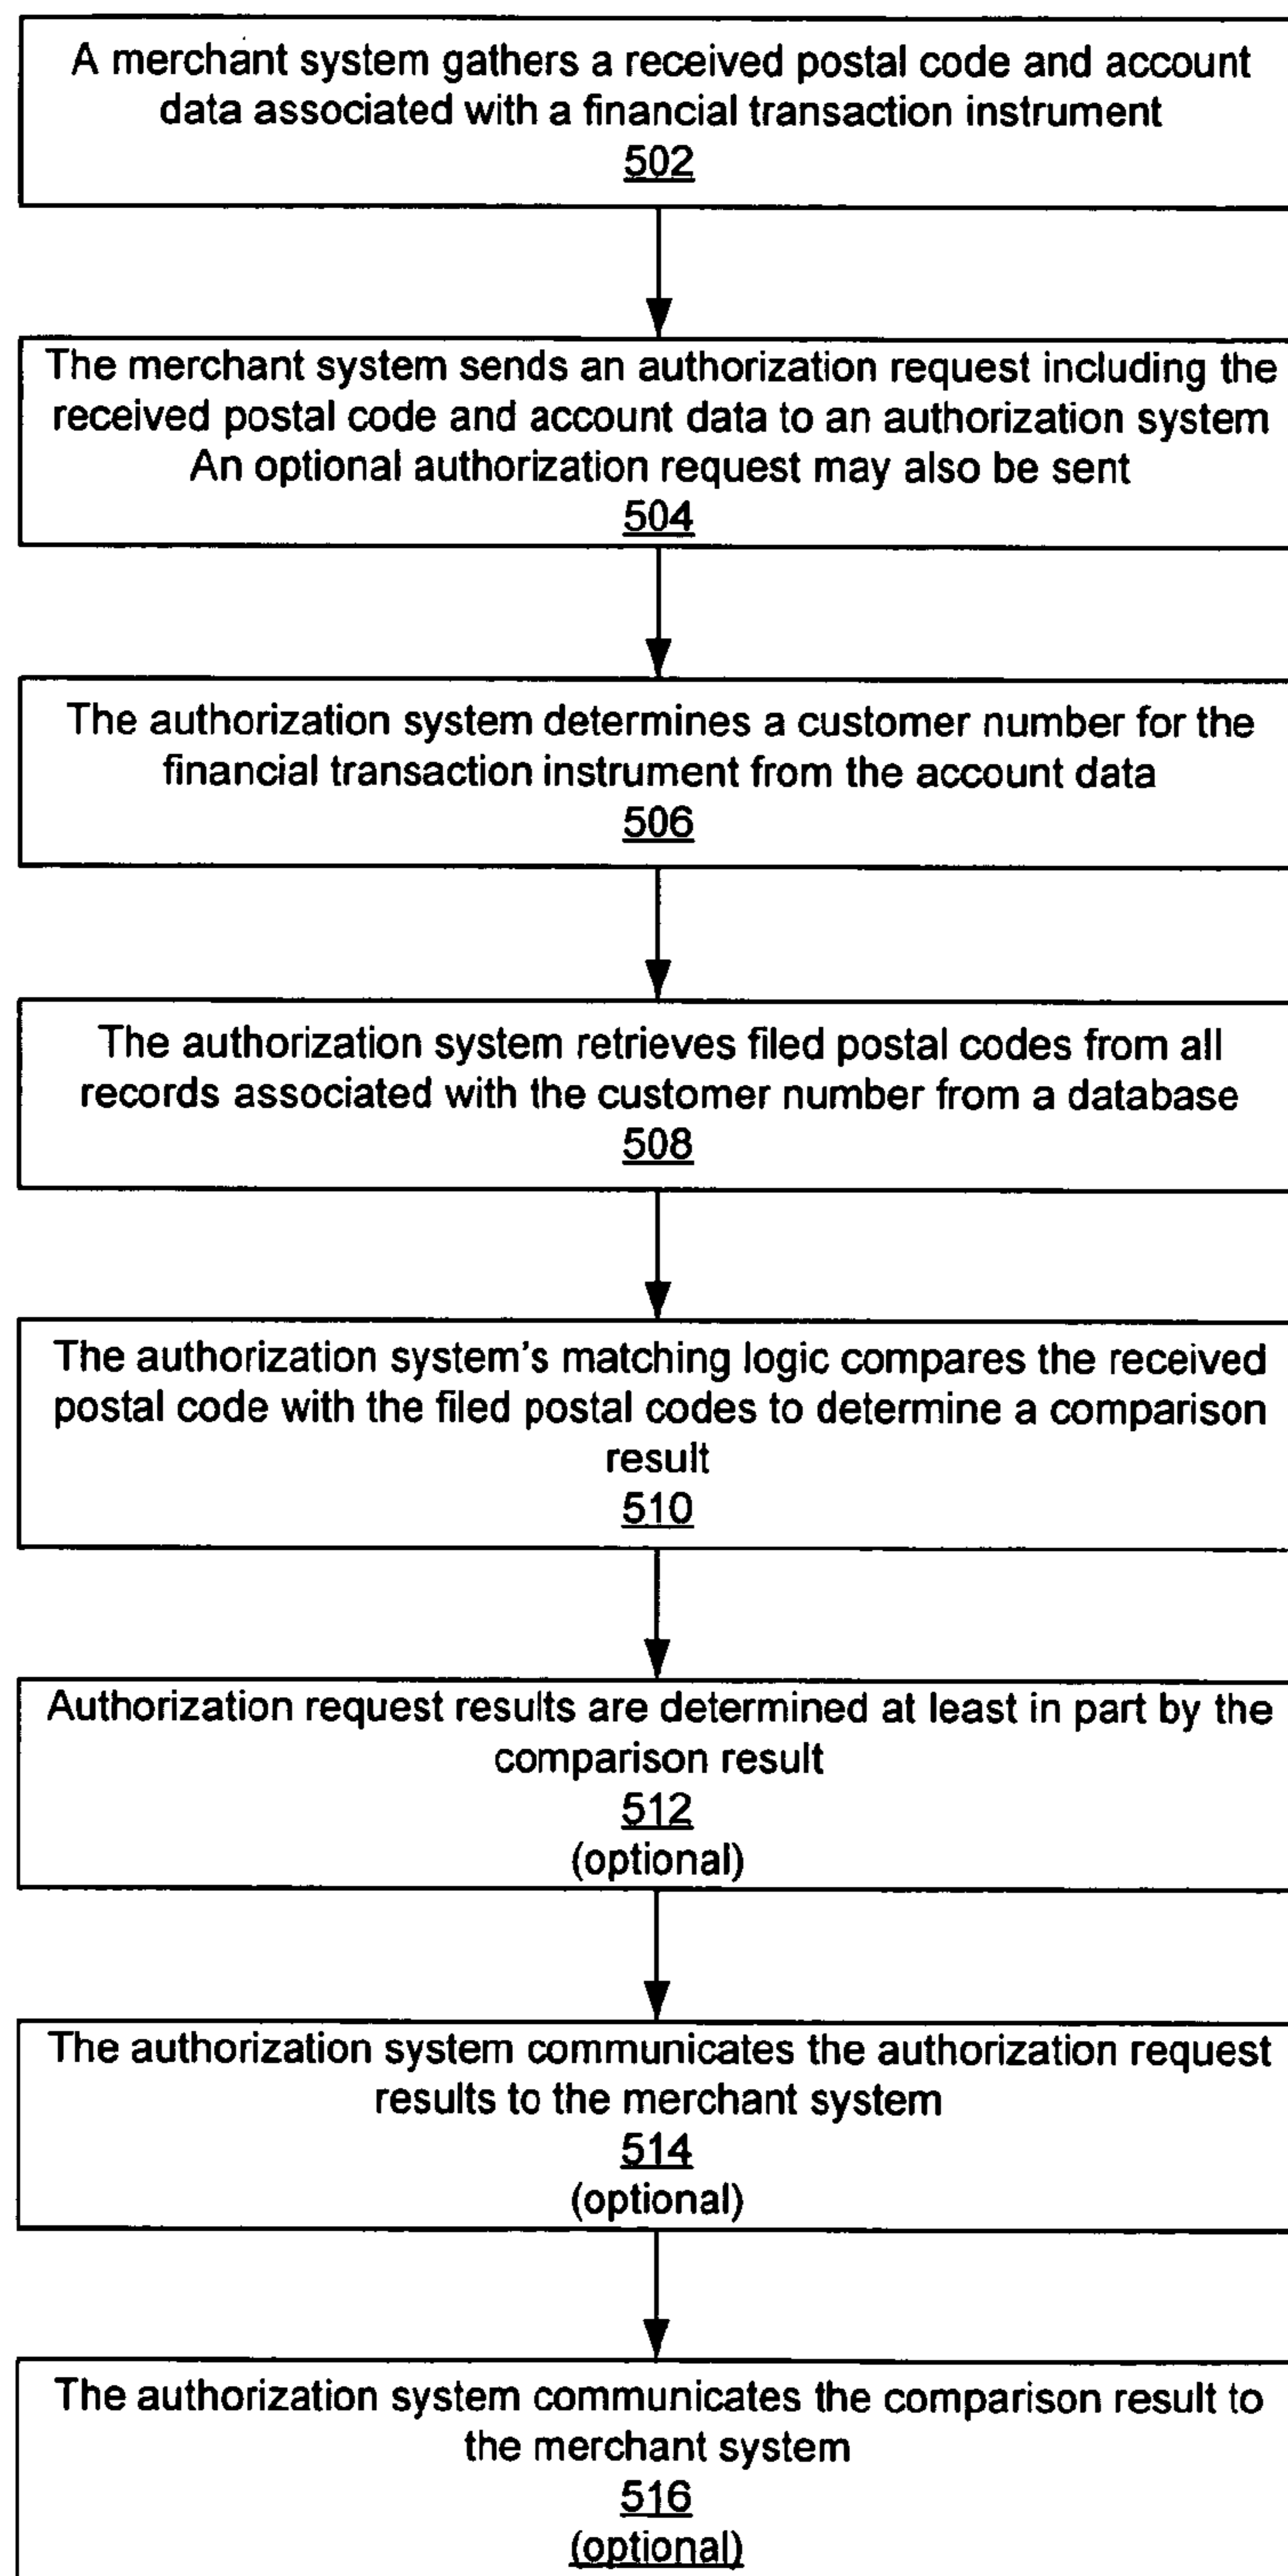 A merchant system gathers a received postal code and account
data associated with a financial transaction instrument
502
The merchant system sends an authorization request including the
received postal code and account data to an authorization system
An optional authorization request may also be sent
504
The authorization system determines a customer number for the
financial transaction instrument from the account data
506
The authorization system retrieves filed postal codes from all
records associated with the customer number from a database
508
The authorization system's matching logic compares the received
postal code with the filed postal codes to determine a comparison
result
510
Authorization request results are determined at least in part by the
comparison result
512
(optional)
The authorization system communicates the authorization request
results to the merchant system
514
(optional)
The authorization system communicates the comparison result to
the merchant system
516
(optional)